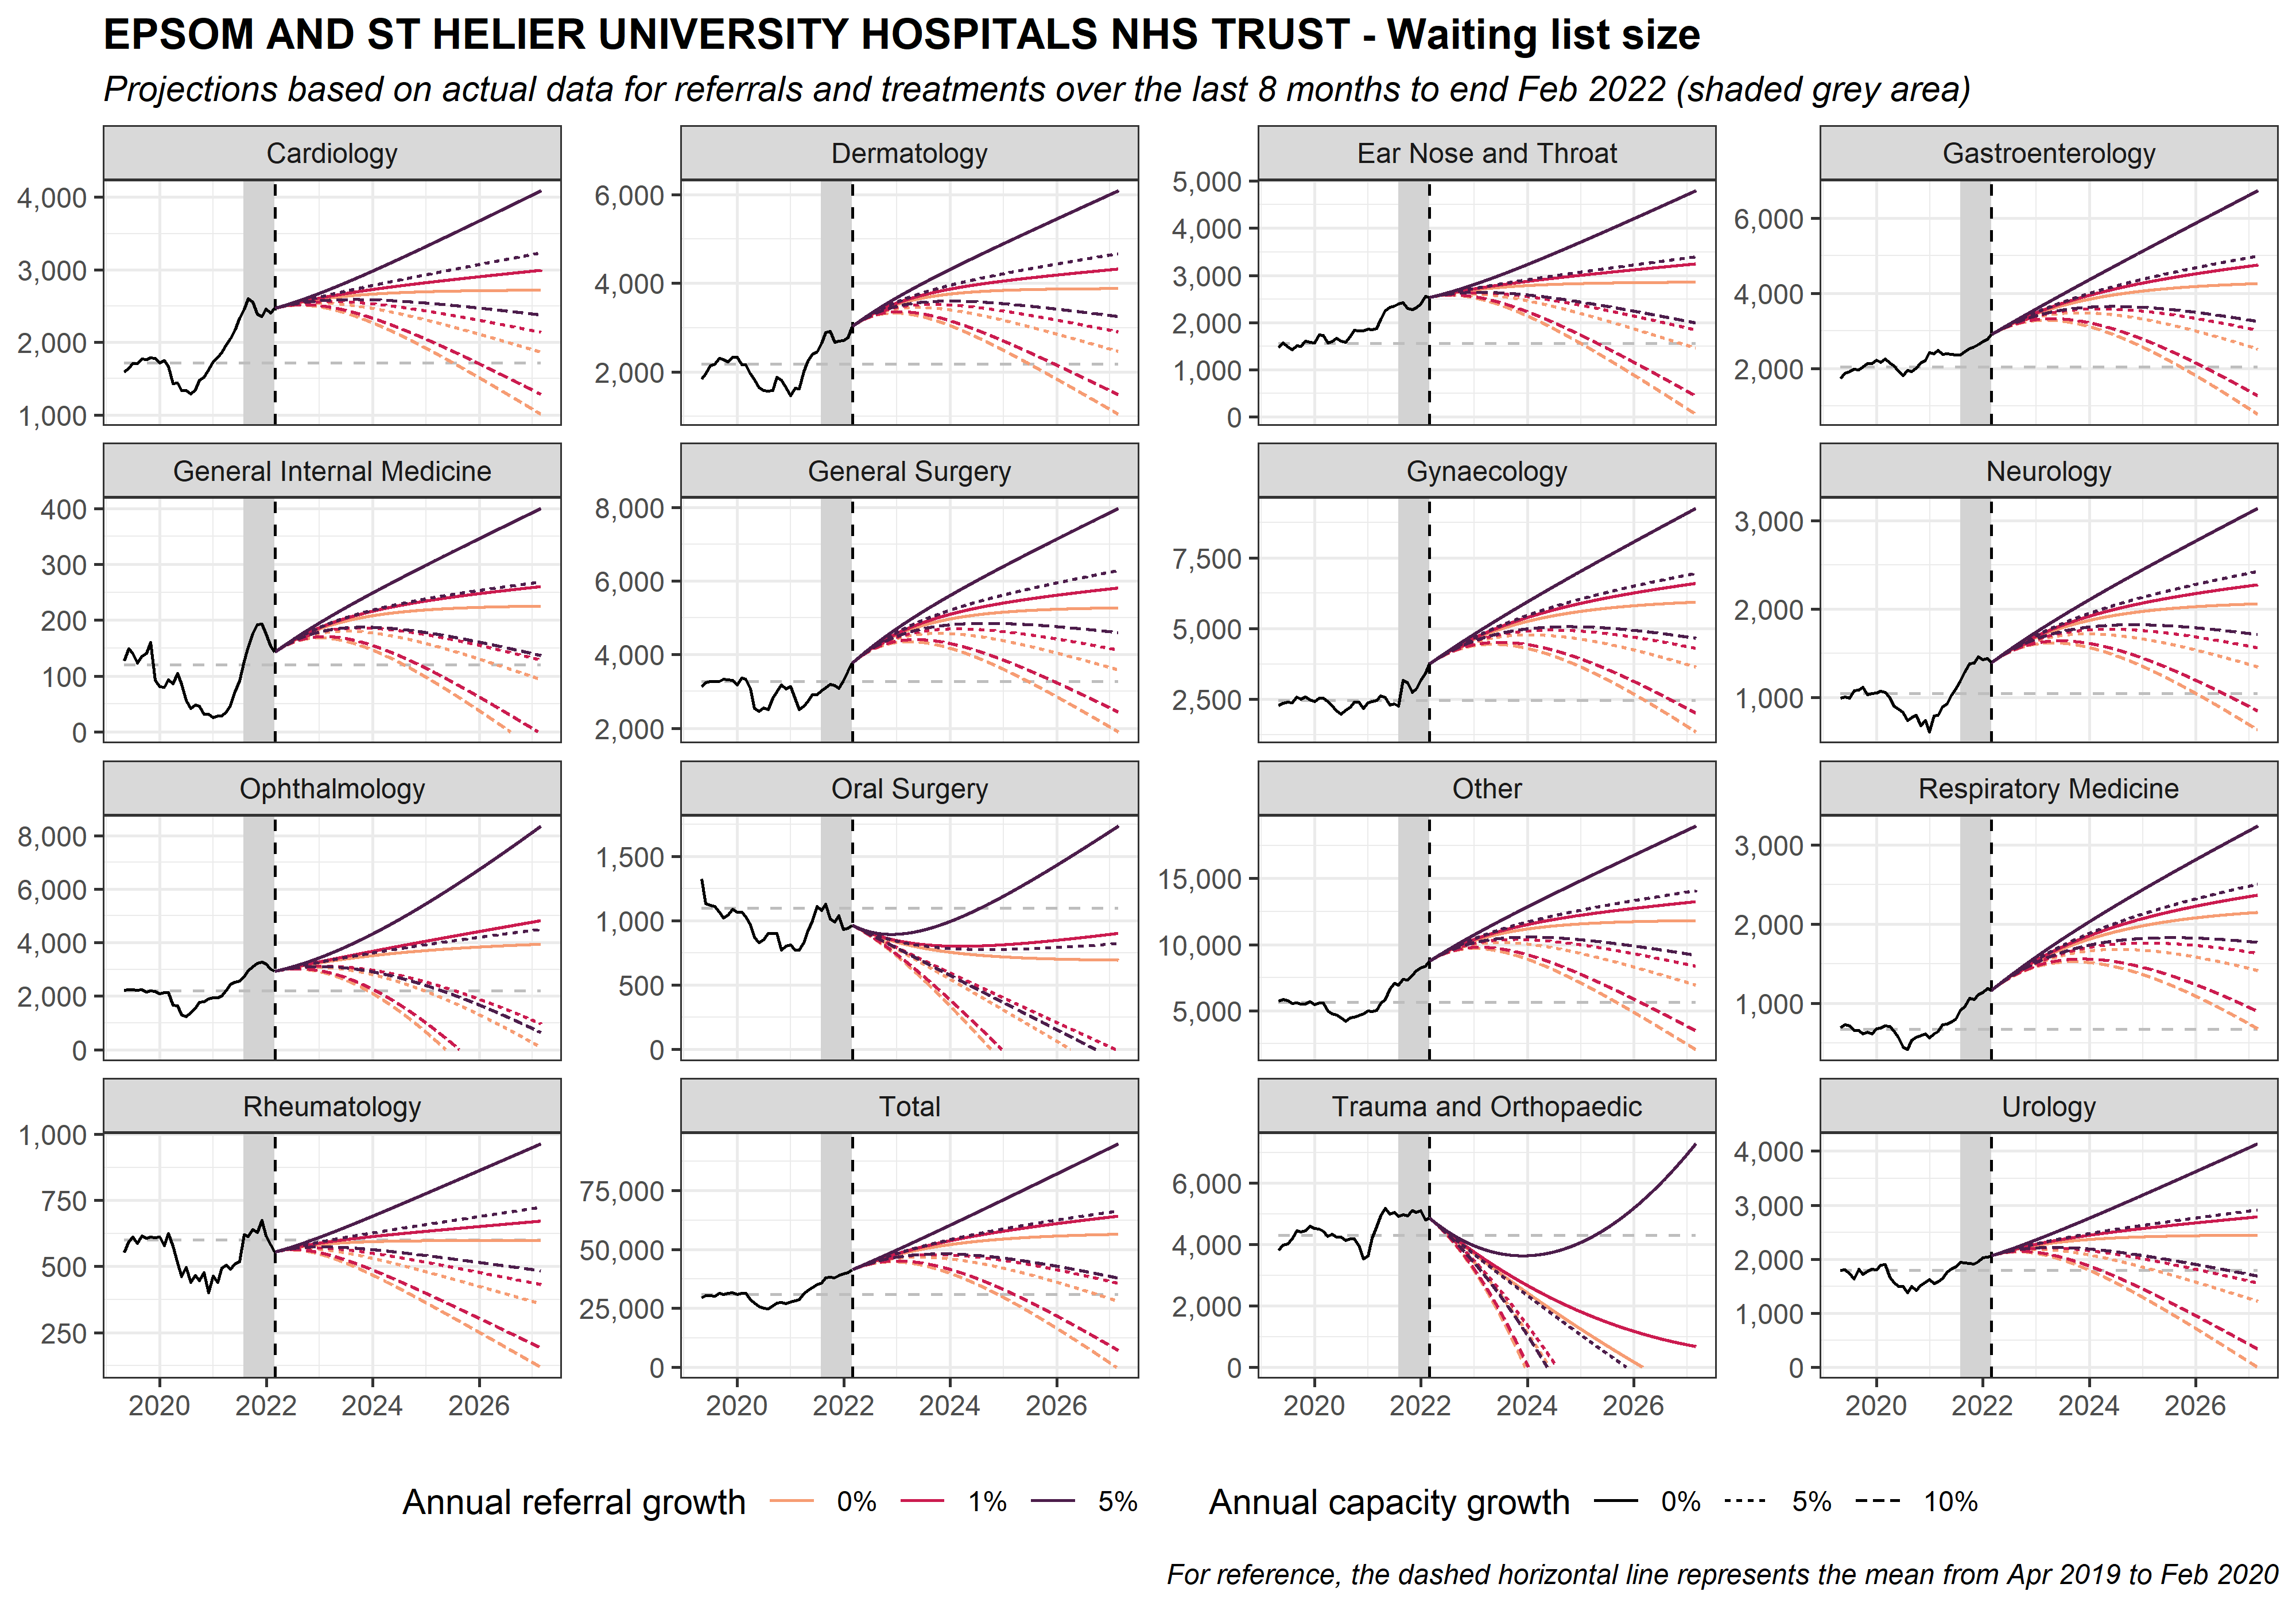 EPSOM AND ST HELIER UNIVERSITY HOSPITALS NHS TRUST - Waiting list size
Projections based on actual data for referrals and treatments over the last 8 months to end Feb 2022 (shaded grey area)
Cardiology
4,000
3,000
2,000
1,000
Dermatology
6,000
4,000
2,000
Ear Nose and Throat
5,000
4,000
3,000
2,000
1,000
0
Gastroenterology
6,000
4,000
2,000
General Internal Medicine
400
300
200
100
0
General Surgery
8,000
6,000
4,000
2,000
Gynaecology
7,500
5,000
2,500
Neurology
3,000
2,000
1,000
Ophthalmology
8,000
6,000
4,000
2,000
0
Oral Surgery
1,500
1,000
500
0
Other
15,000
10,000
5,000
Respiratory Medicine
3,000
2,000
1,000
Rheumatology
1,000
750
500
250
2020 2022 2024 2026
Total
75,000
50,000
25,000
0
2020 2022 2024 2026
Trauma and Orthopaedic
6,000
4,000
2,000
0
2020 2022 2024 2026
Urology
4,000
3,000
2,000
1,000
0
2020 2022 2024 2026
Annual referral growth 0% 1% 5% Annual capacity growth 0% 5% 10%
For reference, the dashed horizontal line represents the mean from Apr 2019 to Feb 2020